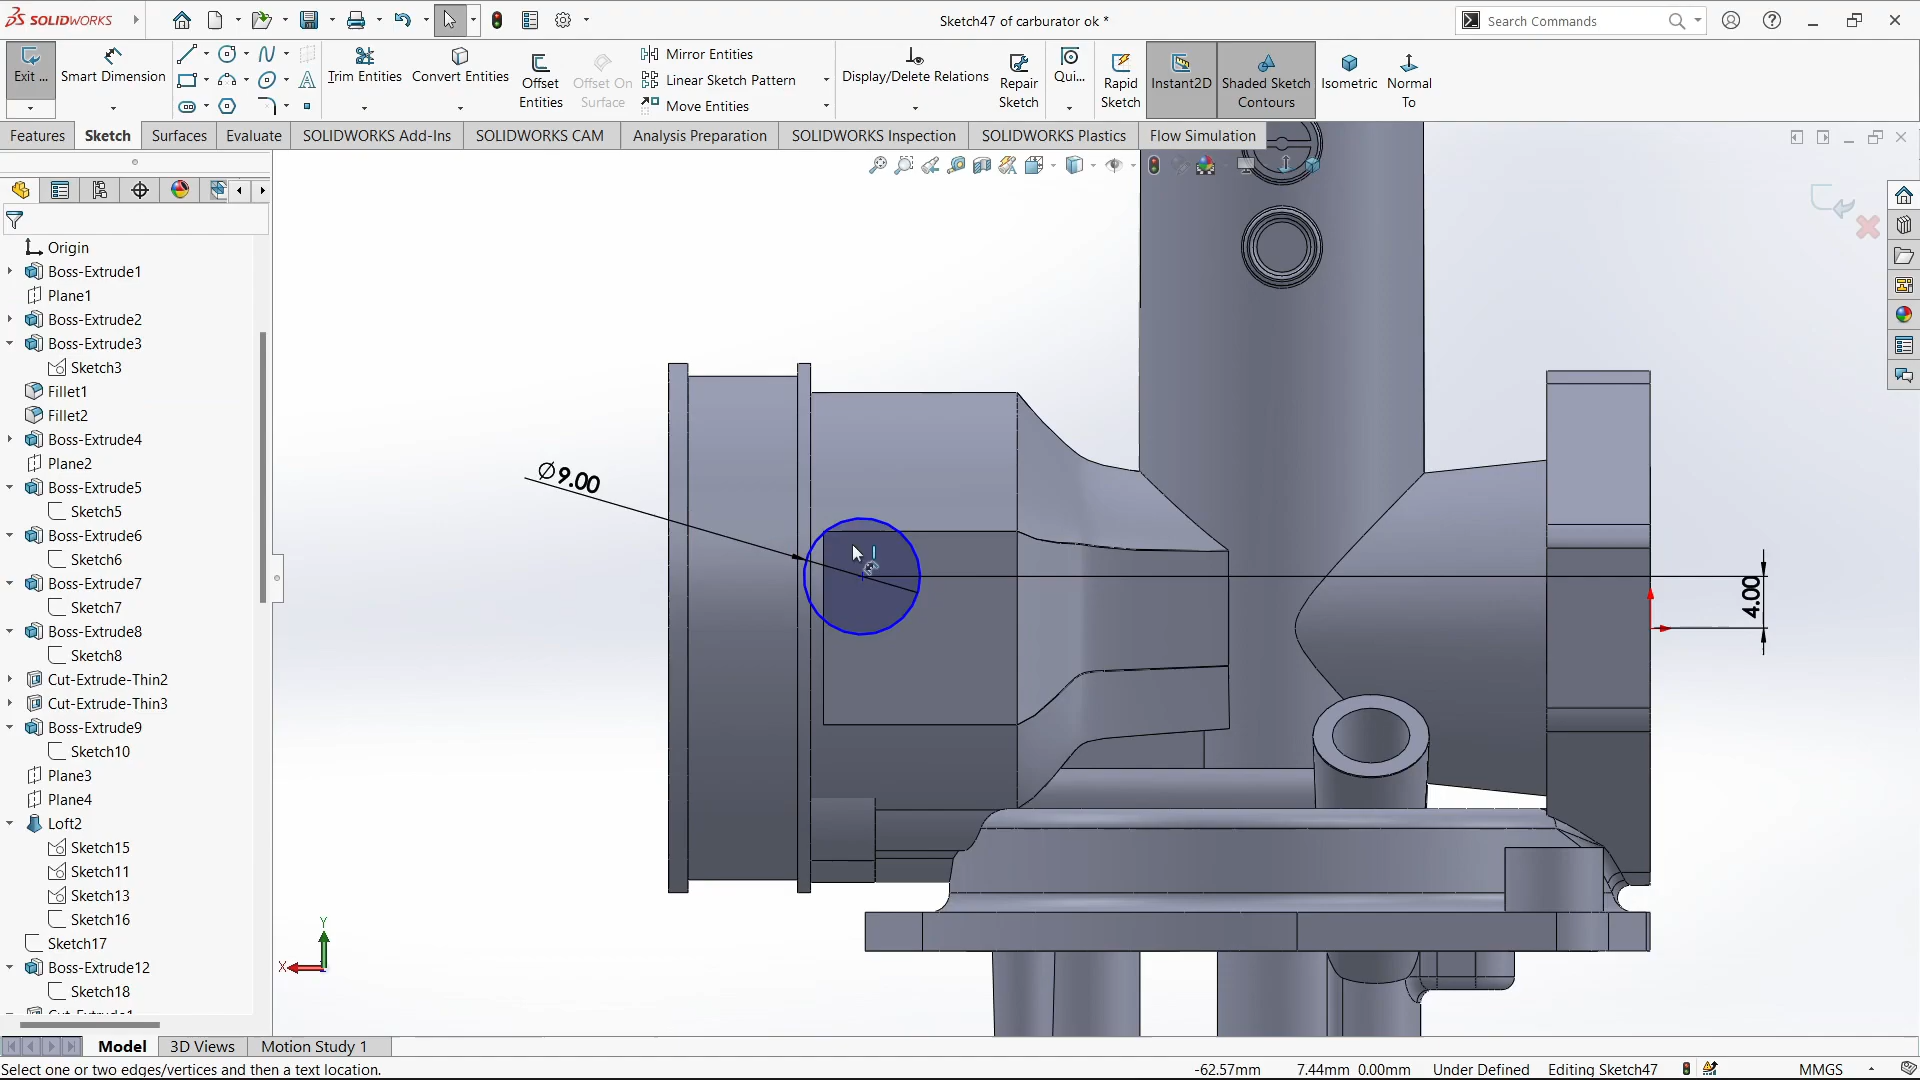 SOLIDWORKS
Sketch47 of carburator ok *
Search Commands
Exit ...
Smart Dimension
Trim Entities
Convert Entities
Offset Entities
Offset On Surface
Mirror Entities
Linear Sketch Pattern
Move Entities
Display/Delete Relations
Repair Sketch
Qui...
Rapid Sketch
Instant2D
Shaded Sketch Contours
Isometric
Normal To
Features
Sketch
Surfaces
Evaluate
SOLIDWORKS Add-Ins
SOLIDWORKS CAM
Analysis Preparation
SOLIDWORKS Inspection
SOLIDWORKS Plastics
Flow Simulation
Origin
Boss-Extrude1
Plane1
Boss-Extrude2
Boss-Extrude3
Sketch3
Fillet1
Fillet2
Boss-Extrude4
Plane2
Boss-Extrude5
Sketch5
Boss-Extrude6
Sketch6
Boss-Extrude7
Sketch7
Boss-Extrude8
Sketch8
Cut-Extrude-Thin2
Cut-Extrude-Thin3
Boss-Extrude9
Sketch10
Plane3
Plane4
Loft2
Sketch15
Sketch11
Sketch13
Sketch16
Sketch17
Boss-Extrude12
Sketch18
∅9.00
4.00
Y
X
Model
3D Views
Motion Study 1
Select one or two edges/vertices and then a text location.
-62.57mm
7.44mm
0.00mm
Under Defined
Editing Sketch47
MMGS